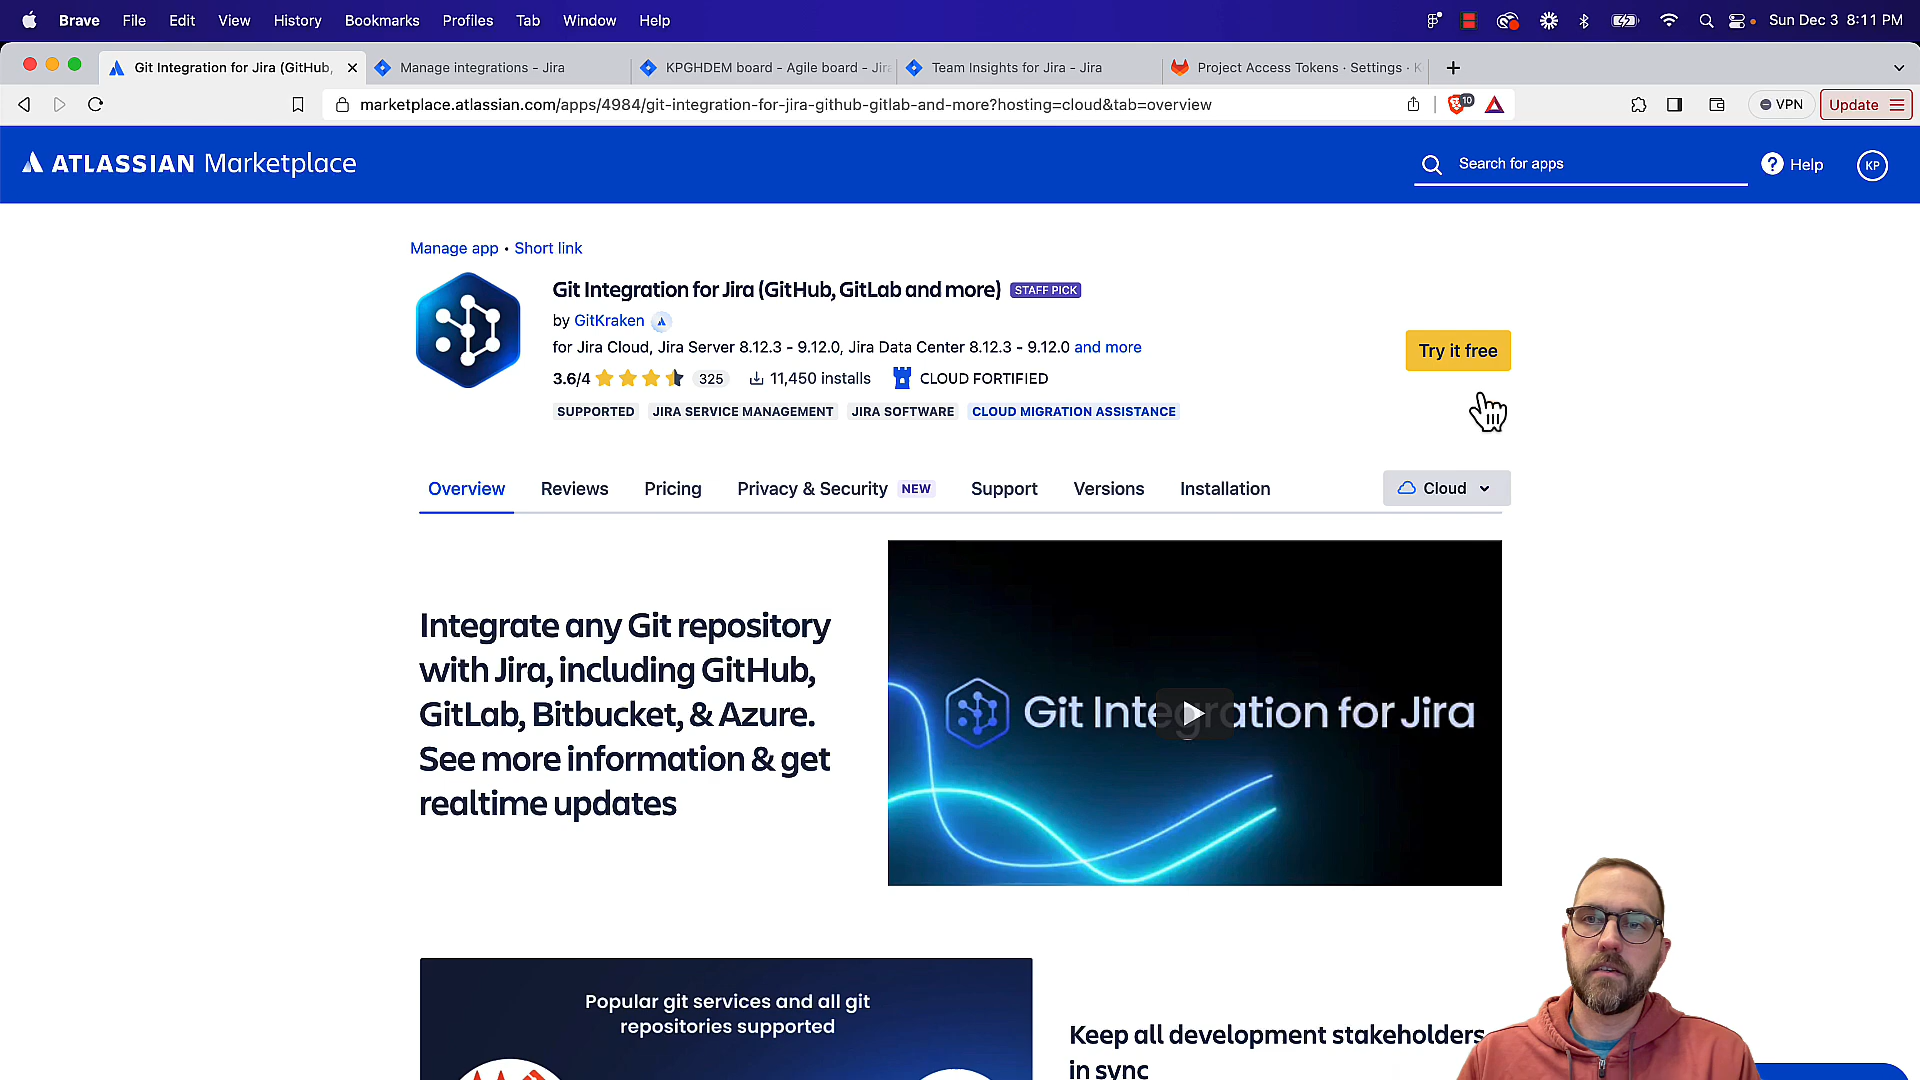 Brave File Edit View History Bookmarks Profiles Tab Window Help Sun Dec 3 8:11 PM
Git Integration for Jira (GitHub, Manage integrations - Jira KPGHDEM board - Agile board - Jira Team Insights for Jira - Jira Project Access Tokens · Settings · K
marketplace.atlassian.com/apps/4984/git-integration-for-jira-github-gitlab-and-more?hosting=cloud&tab=overview 10 VPN Update
ATLASSIAN Marketplace Search for apps Help KP
Manage app • Short link
Git Integration for Jira (GitHub, GitLab and more) STAFF PICK
by GitKraken
for Jira Cloud, Jira Server 8.12.3 - 9.12.0, Jira Data Center 8.12.3 - 9.12.0 and more
Try it free
3.6/4 325 11,450 installs CLOUD FORTIFIED
SUPPORTED JIRA SERVICE MANAGEMENT JIRA SOFTWARE CLOUD MIGRATION ASSISTANCE
Overview Reviews Pricing Privacy & Security NEW Support Versions Installation Cloud
Integrate any Git repository
with Jira, including GitHub,
GitLab, Bitbucket, & Azure.
See more information & get
realtime updates
Git Integration for Jira
Popular git services and all git
repositories supported
Keep all development stakeholders
in sync